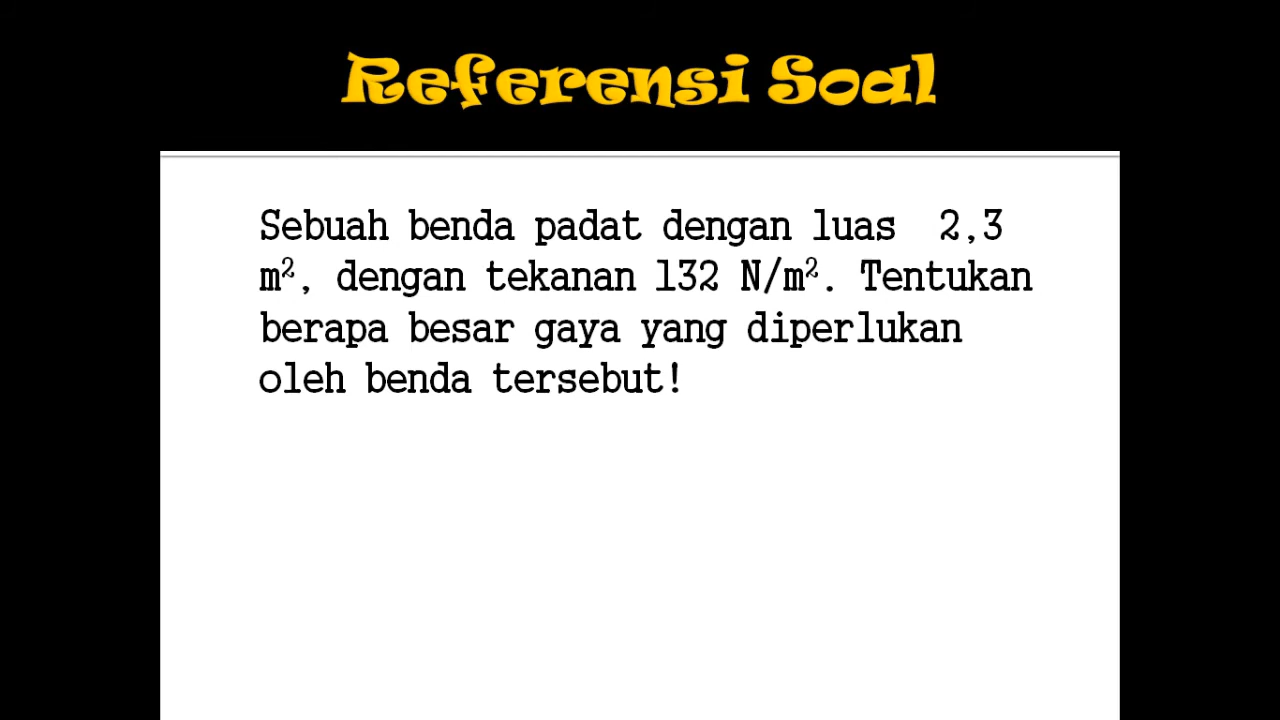 Referensi Soal
Sebuah benda padat dengan luas 2,3
m², dengan tekanan 132 N/m². Tentukan
berapa besar gaya yang diperlukan
oleh benda tersebut!